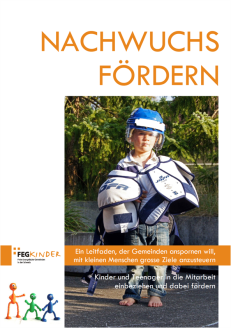 NACHWUCHS
FÖRDERN
FEGKINDER
Ein Leitfaden, der Gemeinden anspornen will,
mit kleinen Menschen grosse Ziele anzusteuern
Kinder und Teenager in die Mitarbeit
einbeziehen und dabei fördern